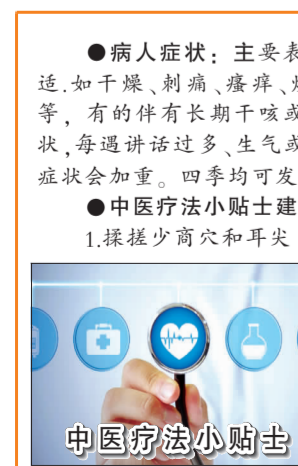 ●病人症状：主要表
适.如干燥、刺痛、瘙痒、
等，有的伴有长期干咳或
状，每遇讲话过多、生气或
症状会加重。四季均可发
●中医疗法小贴士建
1.揉搓少商穴和耳尖
中医疗法小贴士